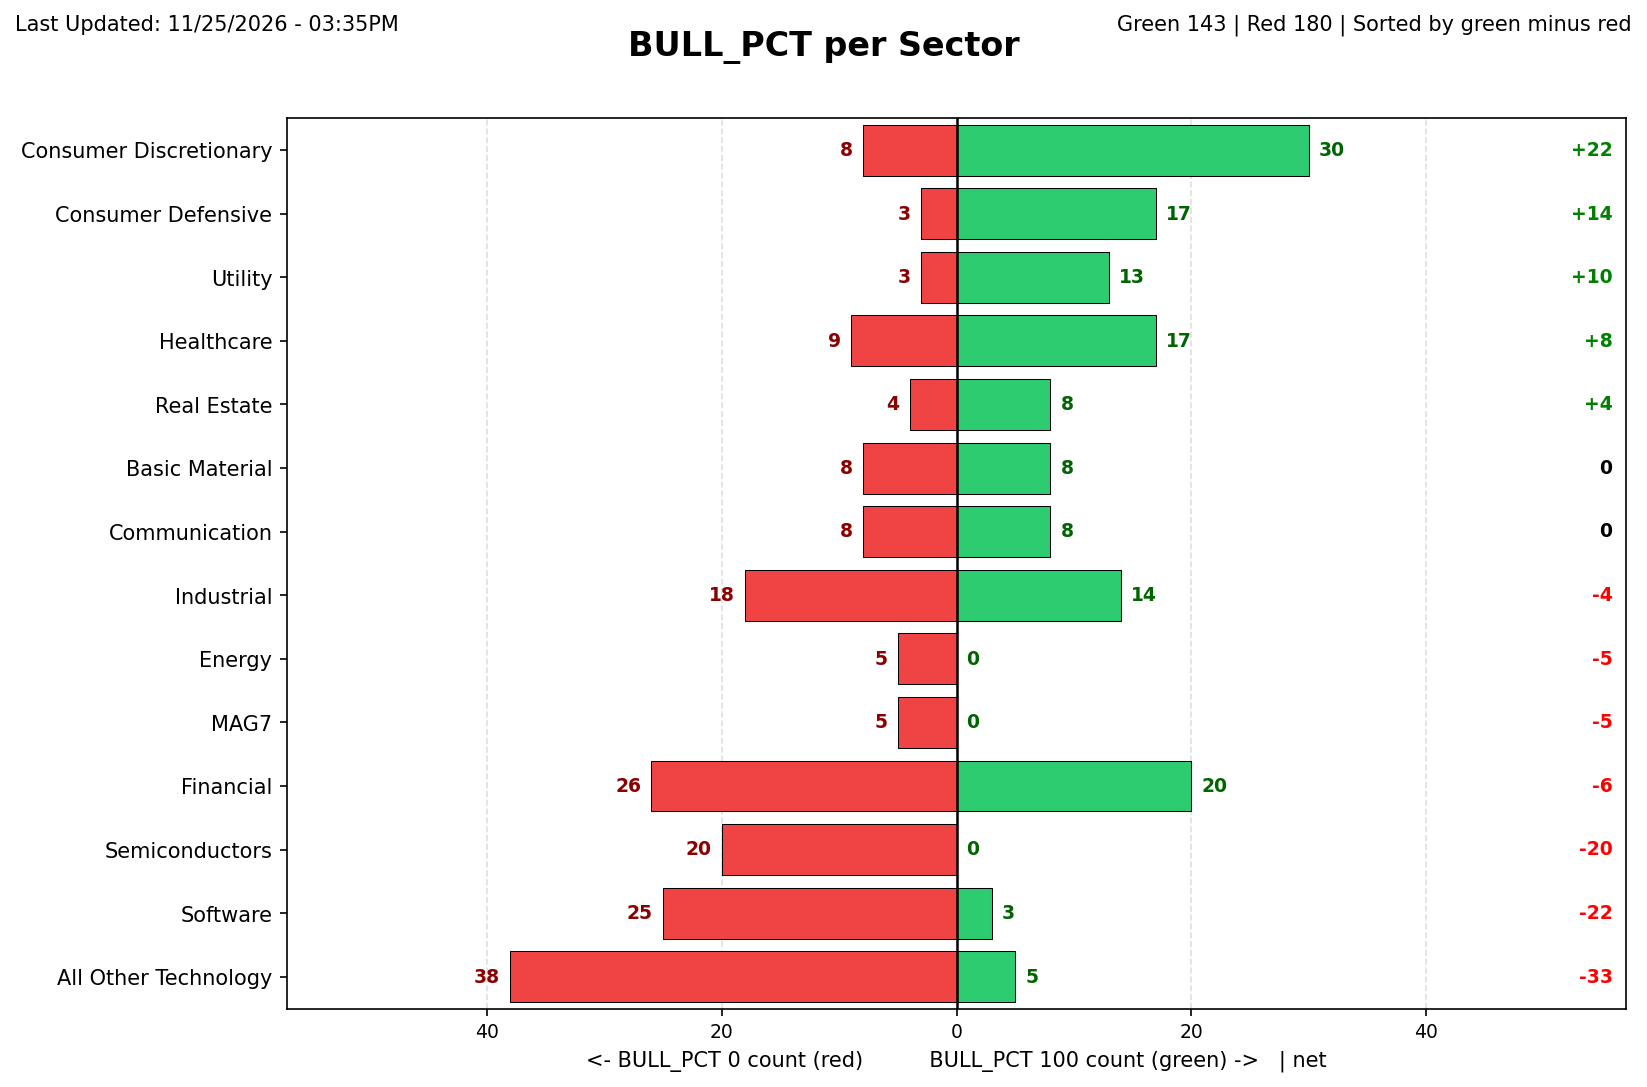 Last Updated: 11/25/2026 - 03:35PM
Green 143 | Red 180 | Sorted by green minus red
BULL_PCT per Sector
Consumer Discretionary 8 30 +22
Consumer Defensive 3 17 +14
Utility 3 13 +10
Healthcare 9 17 +8
Real Estate 4 8 +4
Basic Material 8 8 0
Communication 8 8 0
Industrial 18 14 -4
Energy 5 0 -5
MAG7 5 0 -5
Financial 26 20 -6
Semiconductors 20 0 -20
Software 25 3 -22
All Other Technology 38 5 -33
40 20 0 20 40
<- BULL_PCT 0 count (red) BULL_PCT 100 count (green) -> | net